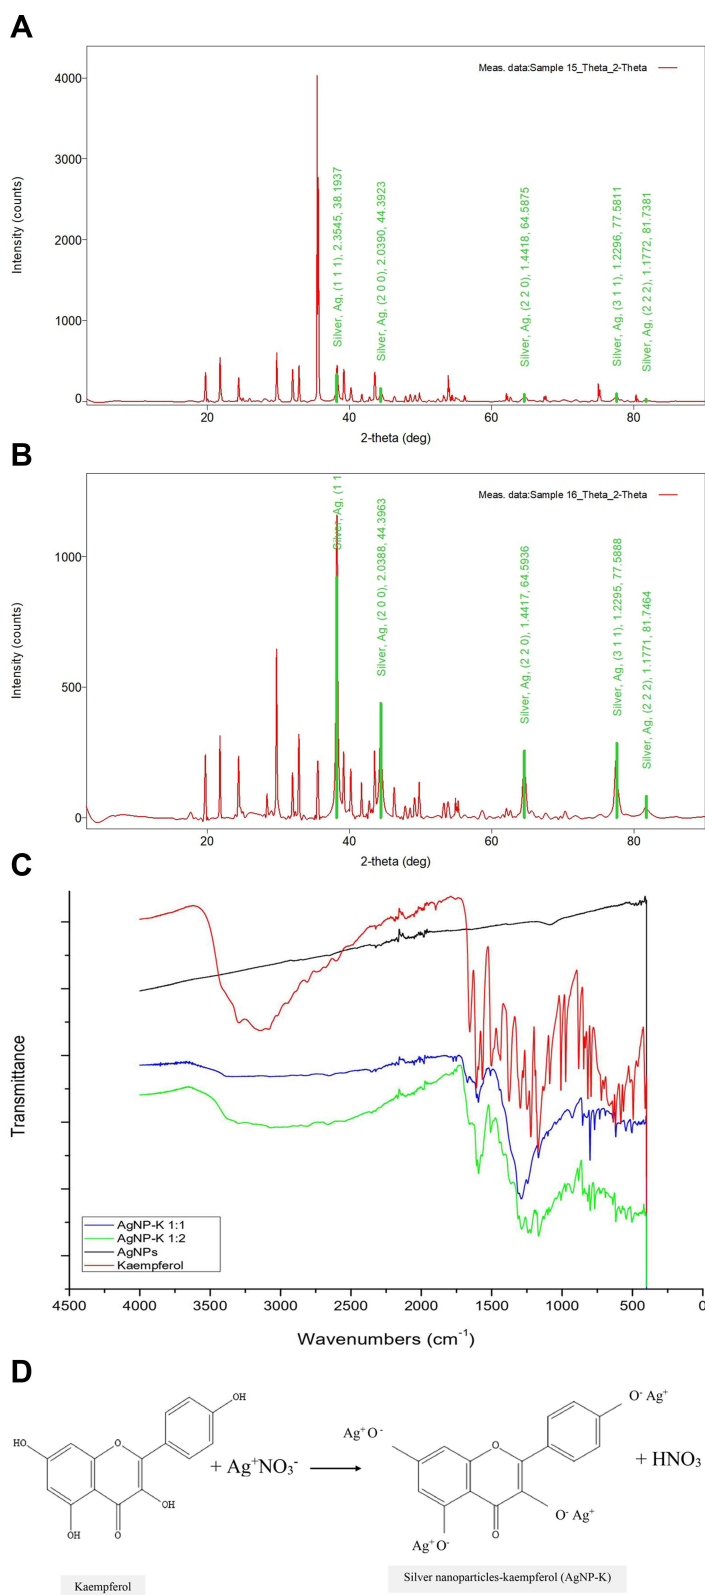 A
Meas. data:Sample 15_Theta_2-Theta
Intensity (counts)
4000
3000
2000
1000
0
Silver, Ag, (1 1 1), 2.3545, 38.1937
Silver, Ag, (2 0 0), 2.0390, 44.3923
Silver, Ag, (2 2 0), 1.4418, 64.5875
Silver, Ag, (3 1 1), 1.2296, 77.5811
Silver, Ag, (2 2 2), 1.1772, 81.7381
20 40 60 80
2-theta (deg)
B
Meas. data:Sample 16_Theta_2-Theta
Intensity (counts)
1000
500
0
Silver, Ag, (1 1
Silver, Ag, (2 0 0), 2.0388, 44.3963
Silver, Ag, (2 2 0), 1.4417, 64.5936
Silver, Ag, (3 1 1), 1.2295, 77.5888
Silver, Ag, (2 2 2), 1.1771, 81.7464
20 40 60 80
2-theta (deg)
C
Transmittance
AgNP-K 1:1
AgNP-K 1:2
AgNPs
Kaempferol
4500 4000 3500 3000 2500 2000 1500 1000 500 0
Wavenumbers (cm⁻¹)
D
OH
HO
O
OH
OH
O
+ Ag⁺NO₃⁻
Ag⁺O⁻
O⁻ Ag⁺
O
O⁻ Ag⁺
Ag⁺O⁻
O
+ HNO₃
Kaempferol
Silver nanoparticles-kaempferol (AgNP-K)